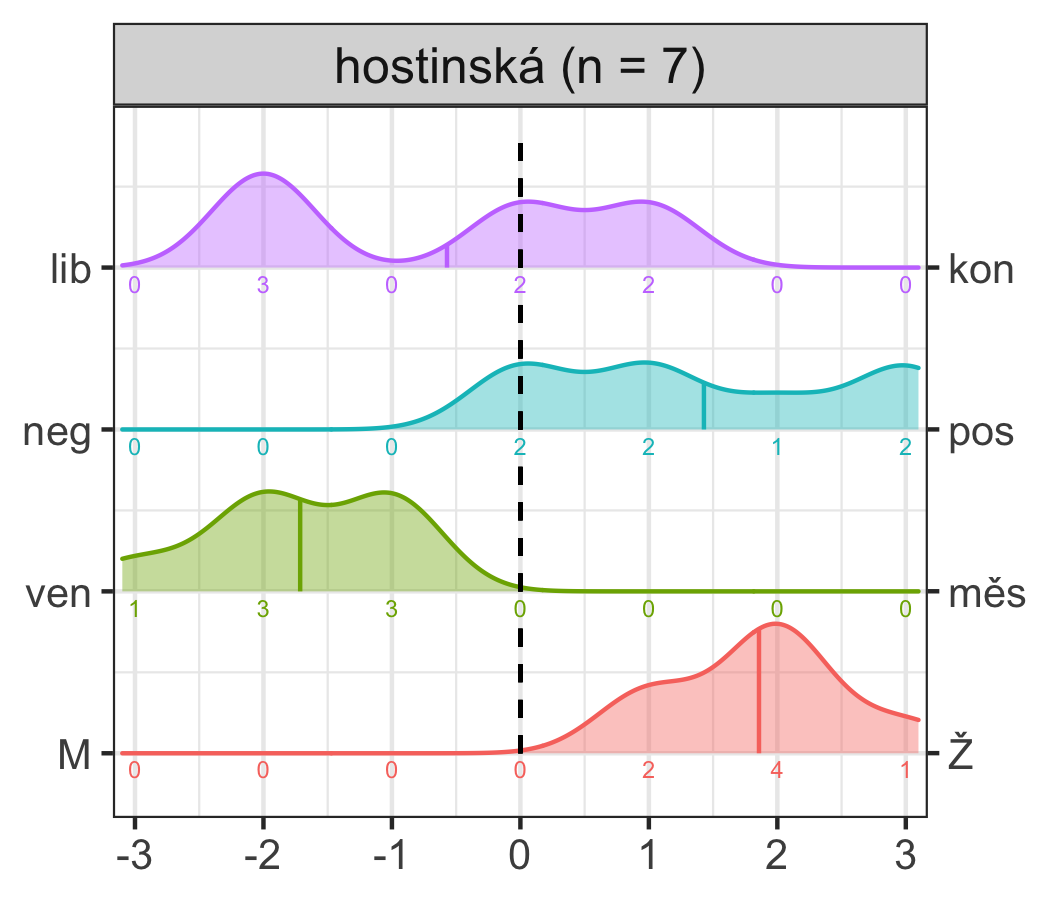 hostinská (n = 7)
lib kon
0 3 0 2 2 0 0
neg pos
0 0 0 2 2 1 2
ven měs
1 3 3 0 0 0 0
M Ž
0 0 0 0 2 4 1
-3 -2 -1 0 1 2 3